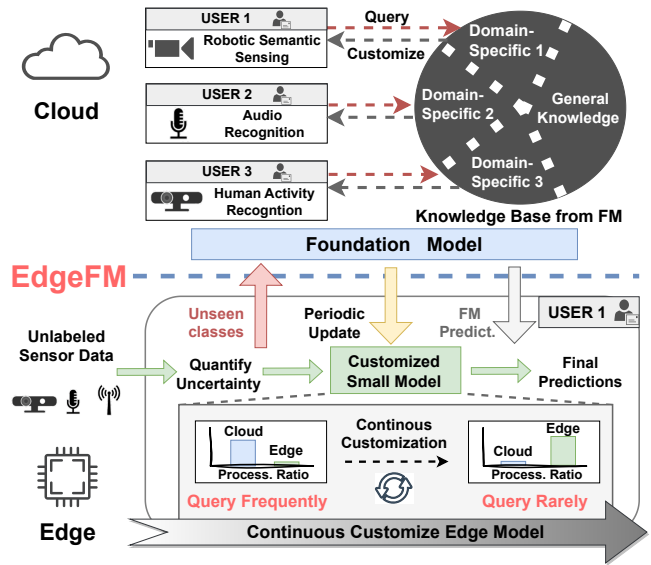 USER 1
Robotic Semantic
Sensing
Query
Customize
Domain-
Specific 1
Cloud
USER 2
Audio
Recognition
Domain-
Specific 2
General
Knowledge
USER 3
Human Activity
Recogntion
Domain-
Specific 3
Knowledge Base from FM
Foundation Model
EdgeFM
Unseen
classes
Periodic
Update
FM
Predict.
USER 1
Unlabeled
Sensor Data
Quantify
Uncertainty
Customized
Small Model
Final
Predictions
Cloud
Edge
Process. Ratio
Query Frequently
Continous
Customization
Edge
Cloud
Process. Ratio
Query Rarely
Edge
Continuous Customize Edge Model